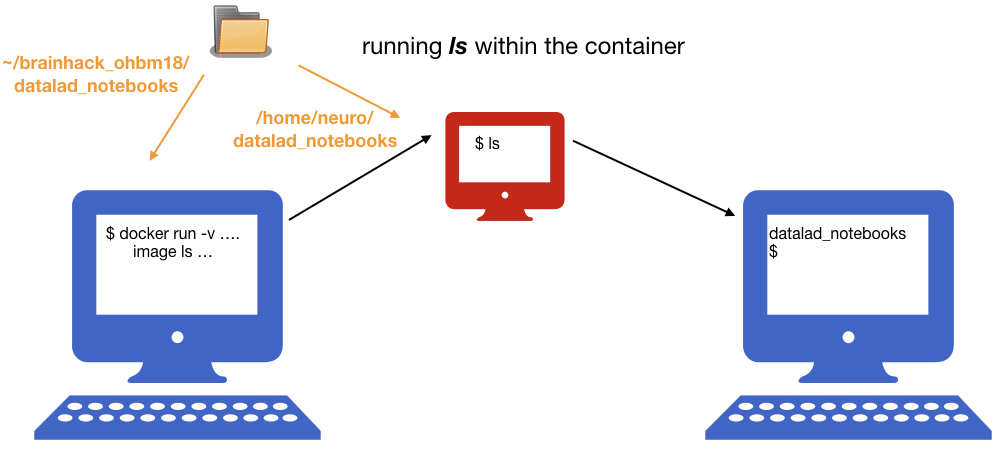 running ls within the container
~/brainhack_ohbm18/
datalad_notebooks
/home/neuro/
datalad_notebooks
$ ls
$ docker run -v ....
image ls ...
datalad_notebooks
$